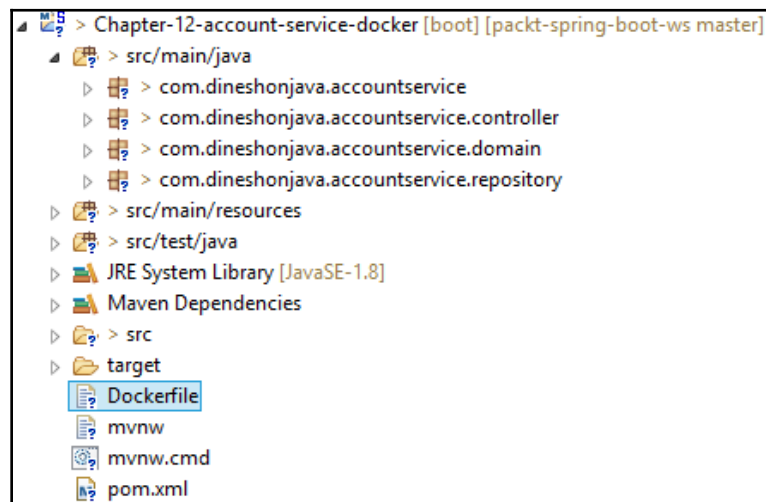 > Chapter-12-account-service-docker [boot] [packt-spring-boot-ws master]
> src/main/java
> com.dineshonjava.accountservice
> com.dineshonjava.accountservice.controller
> com.dineshonjava.accountservice.domain
> com.dineshonjava.accountservice.repository
> src/main/resources
> src/test/java
JRE System Library [JavaSE-1.8]
Maven Dependencies
> src
target
Dockerfile
mvnw
mvnw.cmd
pom.xml